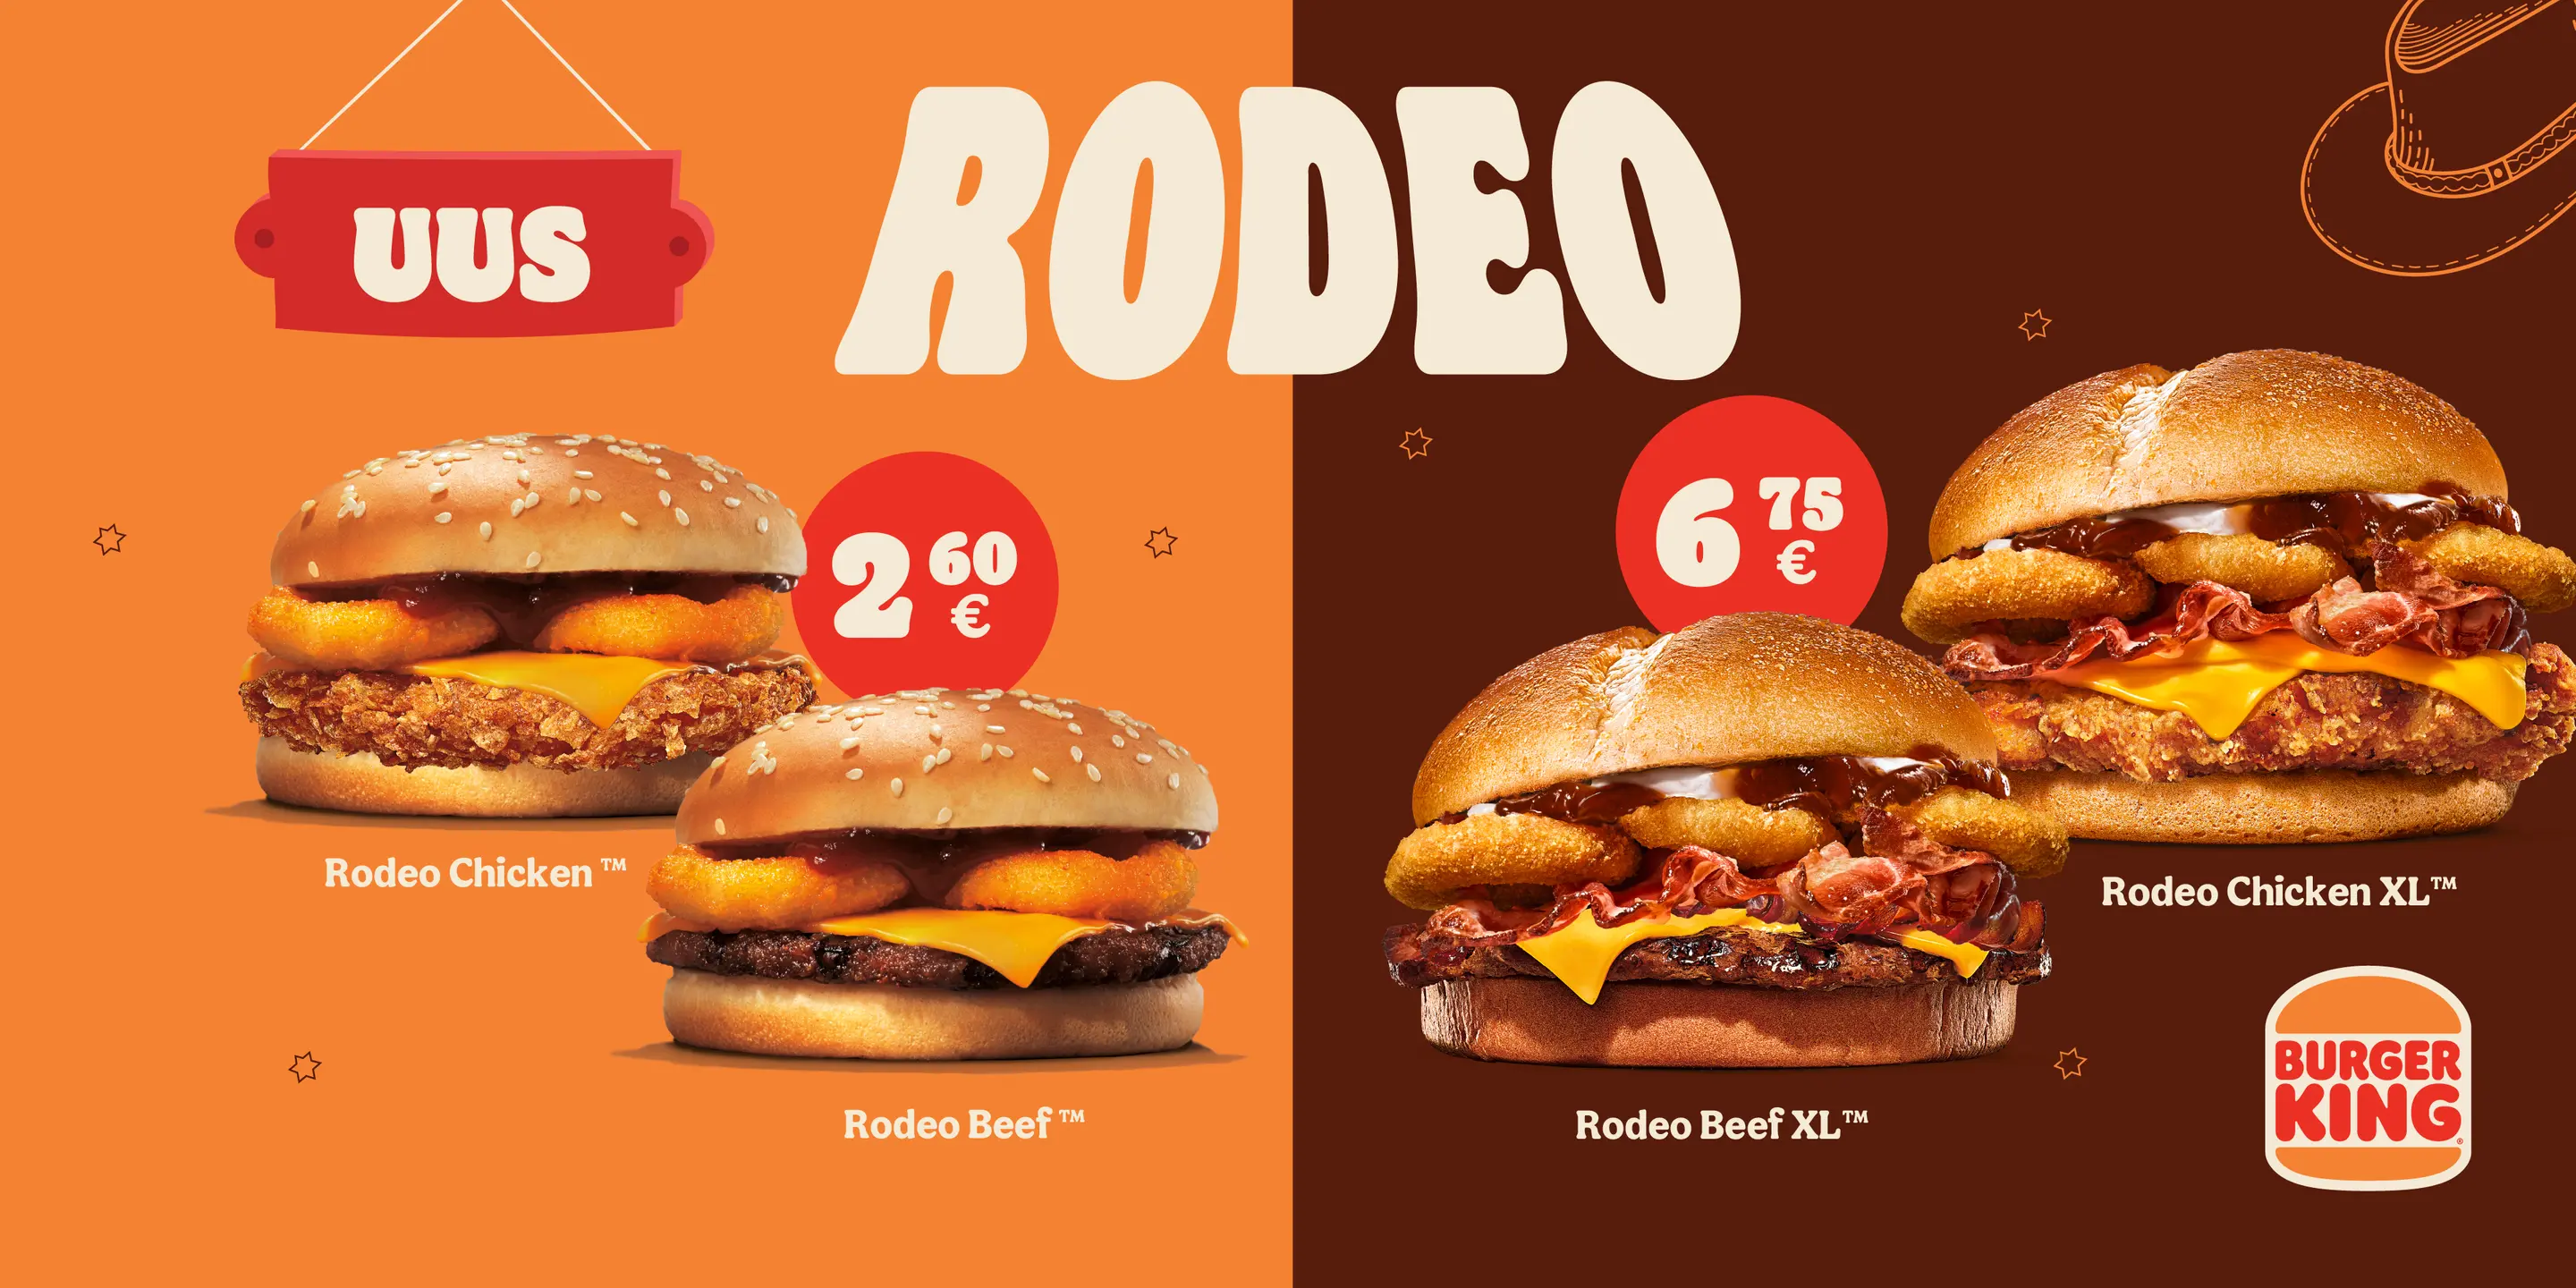 UUS
RODEO
2 60 €
6 75 €
Rodeo Chicken ™
Rodeo Beef ™
Rodeo Beef XL™
Rodeo Chicken XL™
BURGER
KING®